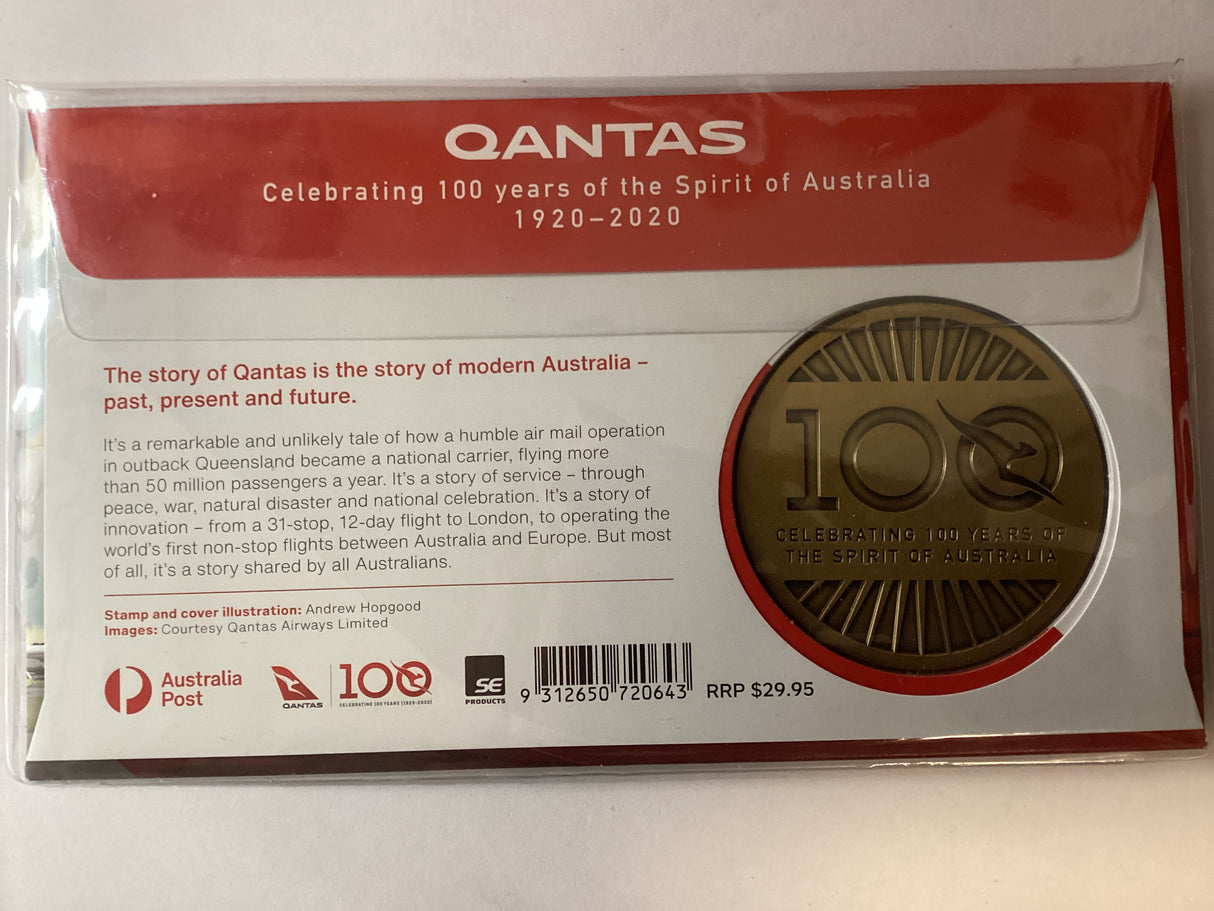 QANTAS
Celebrating 100 years of the Spirit of Australia
1920–2020
The story of Qantas is the story of modern Australia –
past, present and future.
It's a remarkable and unlikely tale of how a humble air mail operation
in outback Queensland became a national carrier, flying more
than 50 million passengers a year. It's a story of service – through
peace, war, natural disaster and national celebration. It's a story of
innovation – from a 31-stop, 12-day flight to London, to operating the
world's first non-stop flights between Australia and Europe. But most
of all, it's a story shared by all Australians.
Stamp and cover illustration: Andrew Hopgood
Images: Courtesy Qantas Airways Limited
Australia
Post
QANTAS
100
CELEBRATING 100 YEARS (1920-2020)
SE
PRODUCTS
9 312650 720643
RRP $29.95
100
CELEBRATING 100 YEARS OF
THE SPIRIT OF AUSTRALIA